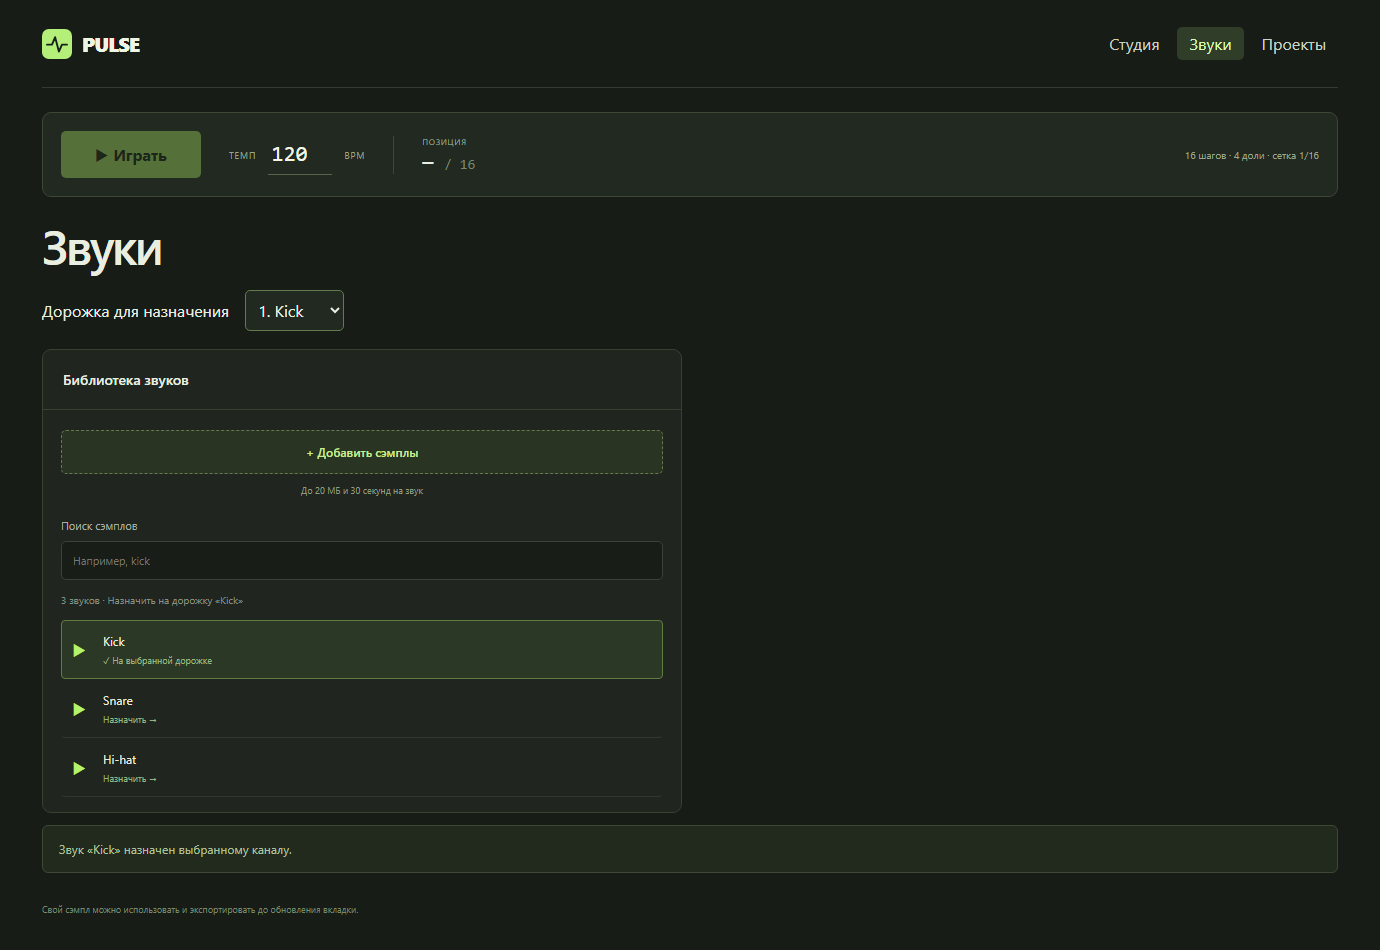 PULSE
Студия
Звуки
Проекты
▶ Играть
ТЕМП
120
BPM
ПОЗИЦИЯ
– / 16
16 шагов · 4 доли · сетка 1/16
Звуки
Дорожка для назначения
1. Kick
Библиотека звуков
+ Добавить сэмплы
До 20 МБ и 30 секунд на звук
Поиск сэмплов
Например, kick
3 звуков · Назначить на дорожку «Kick»
Kick
✓ На выбранной дорожке
Snare
Назначить →
Hi-hat
Назначить →
Звук «Kick» назначен выбранному каналу.
Свой сэмпл можно использовать и экспортировать до обновления вкладки.